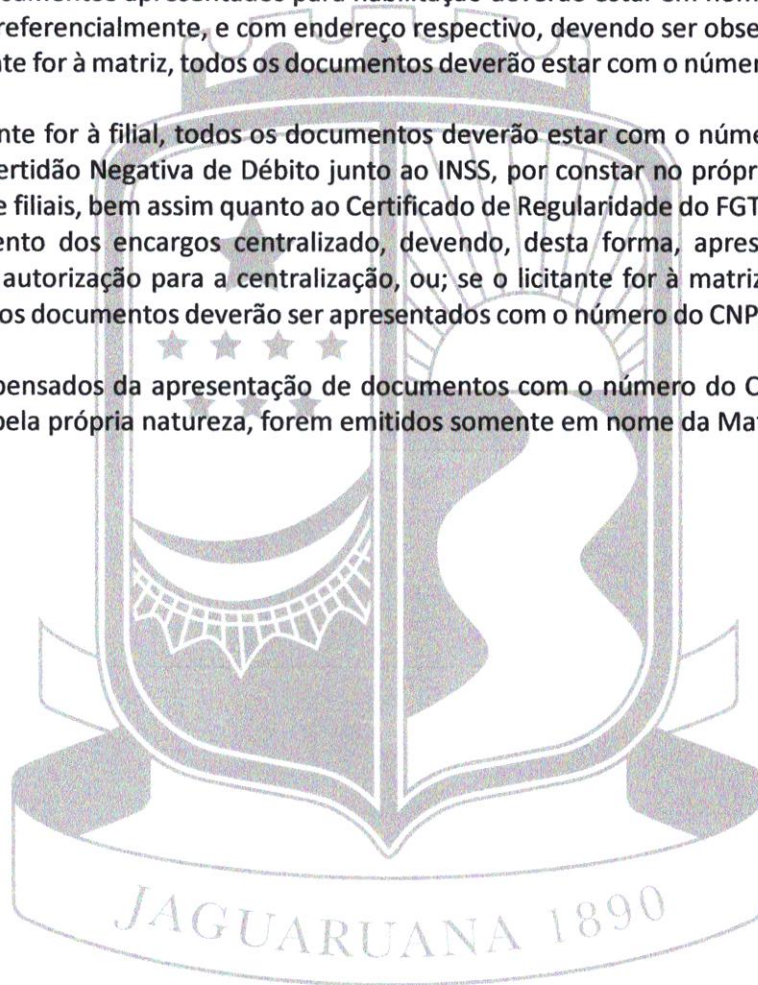 referencialmente, e com endereço respectivo, devendo ser obse
te for à matriz, todos os documentos deverão estar com o númer
nte for à filial, todos os documentos deverão estar com o núme
ertidão Negativa de Débito junto ao INSS, por constar no própr
e filiais, bem assim quanto ao Certificado de Regularidade do FGT
ento dos encargos centralizado, devendo, desta forma, apres
autorização para a centralização, ou; se o licitante for à matriz
os documentos deverão ser apresentados com o número do CNP
pensados da apresentação de documentos com o número do C
pela própria natureza, forem emitidos somente em nome da Mat
JAGUARUANA 1890